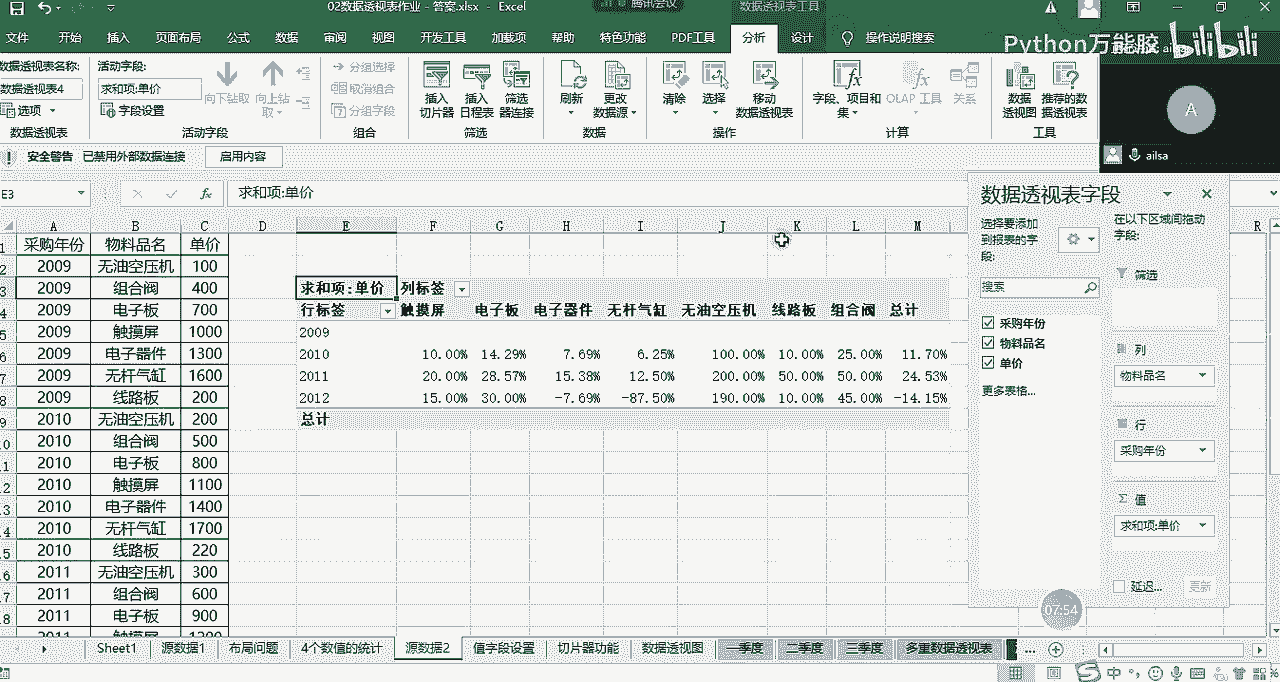 02数据透视表作业 - 答案.xlsx - Excel
腾讯会议
数据透视表工具
文件 开始 插入 页面布局 公式 数据 审阅 视图 开发工具 加载项 帮助 特色功能 PDF工具 分析 设计 操作说明搜索
Python万能胶 bilibili
数据透视表名称: 活动字段:
数据透视表4 求和项:单价 向下钻取 向上钻取
选项 字段设置
分组选择
取消组合
分组字段
插入切片器 插入日程表 筛选器连接 刷新 更改数据源 清除 选择 移动数据透视表 字段、项目和集 OLAP 工具 关系 数据透视图 推荐的数据透视表
数据透视表 活动字段 组合 筛选 数据 操作 计算 工具
A
ailsa
! 安全警告 已禁用外部数据连接 启用内容
E3 fx 求和项:单价
A B C D E F G H I J K L M R
采购年份 物料品名 单价
2009 无油空压机 100
2009 组合阀 400 求和项:单价 列标签
2009 电子板 700 行标签 触摸屏 电子板 电子器件 无杆气缸 无油空压机 线路板 组合阀 总计
2009 触摸屏 1000 2009
2009 电子器件 1300 2010 10.00% 14.29% 7.69% 6.25% 100.00% 10.00% 25.00% 11.70%
2009 无杆气缸 1600 2011 20.00% 28.57% 15.38% 12.50% 200.00% 50.00% 50.00% 24.53%
2009 线路板 200 2012 15.00% 30.00% -7.69% -87.50% 190.00% 10.00% 45.00% -14.15%
2010 无油空压机 200 总计
2010 组合阀 500
2010 电子板 800
2010 触摸屏 1100
2010 电子器件 1400
2010 无杆气缸 1700
2010 线路板 220
2011 无油空压机 300
2011 组合阀 600
2011 电子板 900
数据透视表字段
选择要添加到报表的字段:
在以下区域间拖动字段:
搜索
采购年份
物料品名
单价
更多表格...
筛选
列
物料品名
行
采购年份
Σ 值
求和项:单价
延迟... 更新
07:54
Sheet1 源数据1 布局问题 4个数值的统计 源数据2 值字段设置 切片器功能 数据透视图 一季度 二季度 三季度 多重数据透视表 ...
中